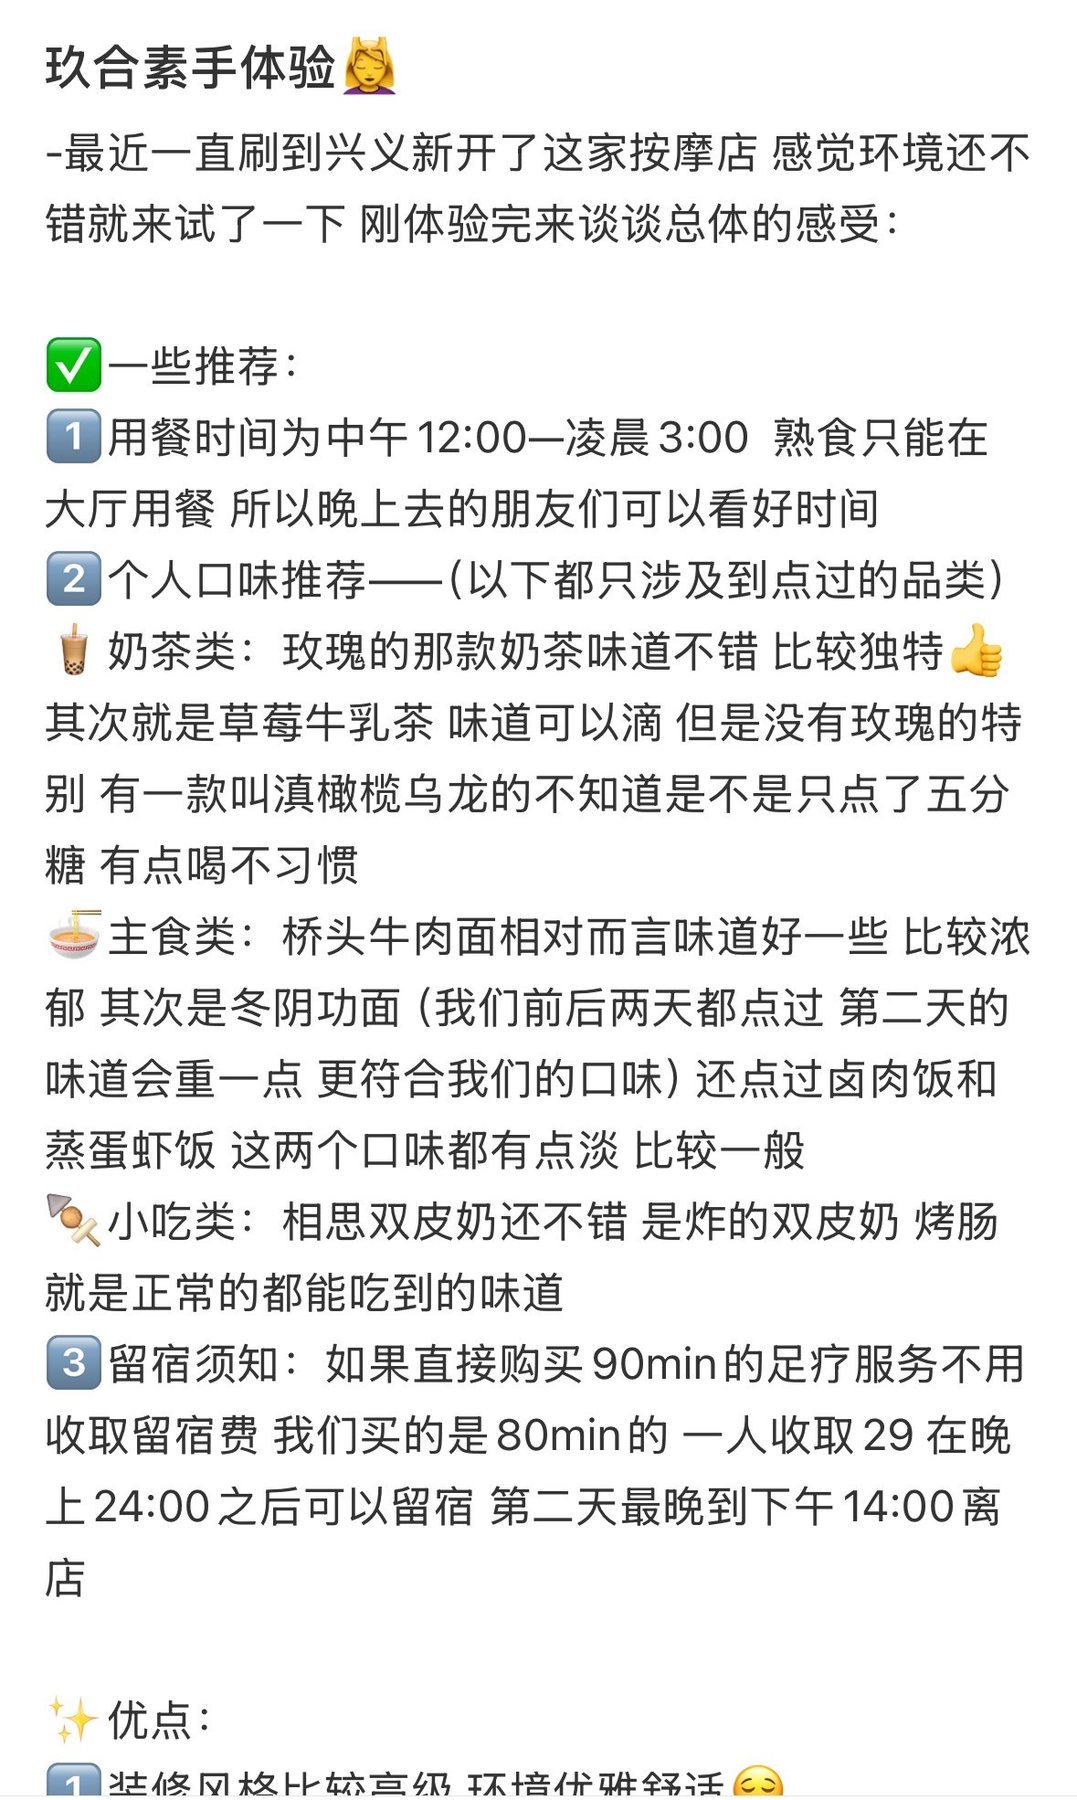 玖合素手体验💆‍♀️
-最近一直刷到兴义新开了这家按摩店 感觉环境还不
错就来试了一下 刚体验完来谈谈总体的感受：
✅一些推荐：
1️⃣用餐时间为中午12:00—凌晨3:00 熟食只能在
大厅用餐 所以晚上去的朋友们可以看好时间
2️⃣个人口味推荐——（以下都只涉及到点过的品类）
🧋奶茶类：玫瑰的那款奶茶味道不错 比较独特👍
其次就是草莓牛乳茶 味道可以滴 但是没有玫瑰的特
别 有一款叫滇橄榄乌龙的不知道是不是只点了五分
糖 有点喝不习惯
🍜主食类：桥头牛肉面相对而言味道好一些 比较浓
郁 其次是冬阴功面（我们前后两天都点过 第二天的
味道会重一点 更符合我们的口味）还点过卤肉饭和
蒸蛋虾饭 这两个口味都有点淡 比较一般
🍢小吃类：相思双皮奶还不错 是炸的双皮奶 烤肠
就是正常的都能吃到的味道
3️⃣留宿须知：如果直接购买90min的足疗服务不用
收取留宿费 我们买的是80min的 一人收取29 在晚
上24:00之后可以留宿 第二天最晚到下午14:00离
店
✨优点：
1️⃣装修风格比较高级 环境优雅舒适😌